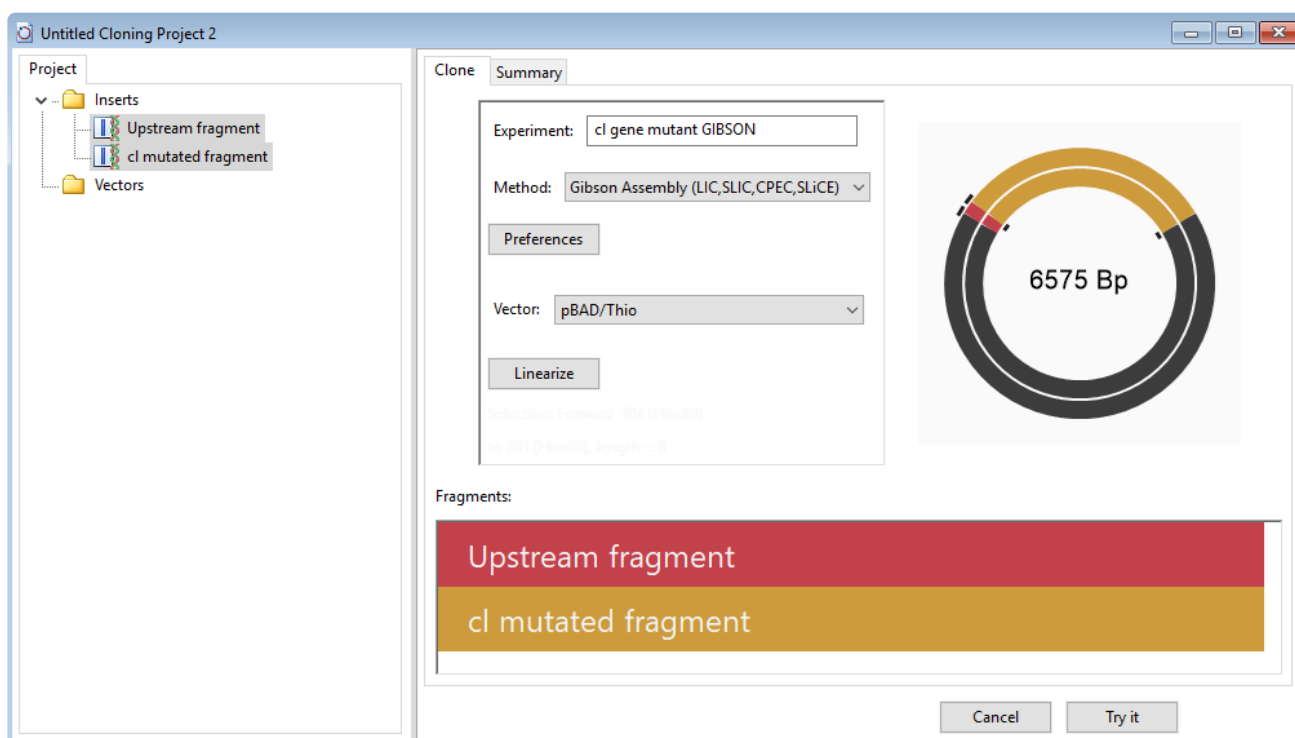 Untitled Cloning Project 2
Project
Inserts
Upstream fragment
cl mutated fragment
Vectors
Clone
Summary
Experiment:
cl gene mutant GIBSON
Method:
Gibson Assembly (LIC,SLIC,CPEC,SLiCE)
Preferences
Vector:
pBAD/Thio
Linearize
6575 Bp
Fragments:
Upstream fragment
cl mutated fragment
Cancel
Try it